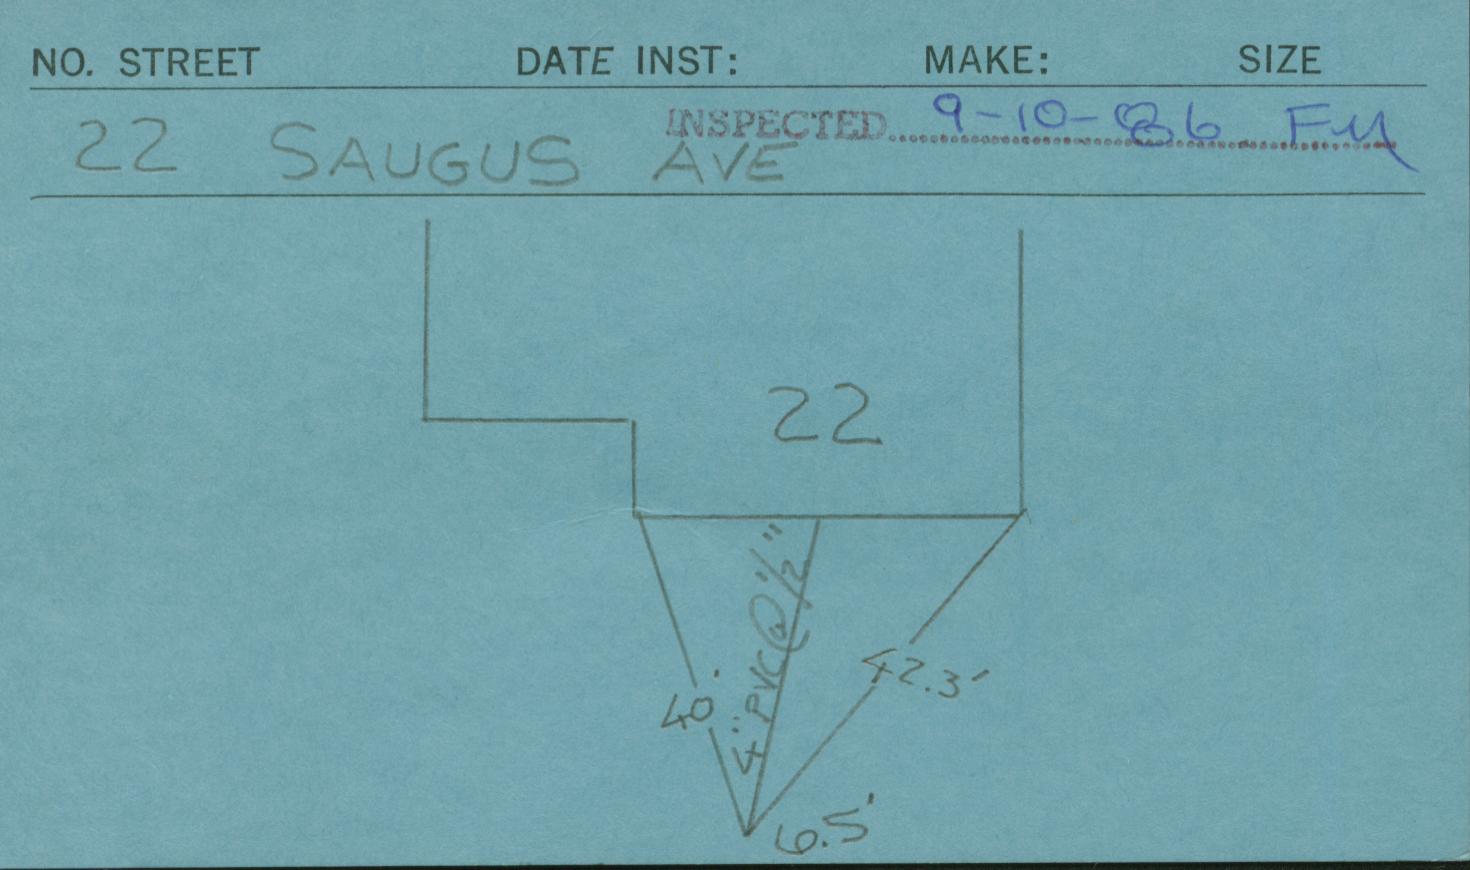 NO. STREET DATE INST: MAKE: SIZE
INSPECTED 9-10-86 FM
22 SAUGUS AVE
22
4" PVC @ 1/2"
40'
42.3'
6.5'